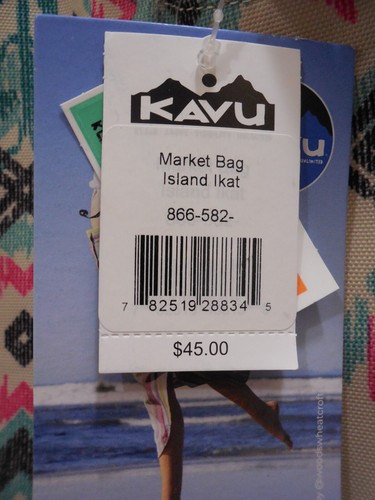 KAVU
Market Bag
Island Ikat
866-582-
7 82519 28834 5
$45.00